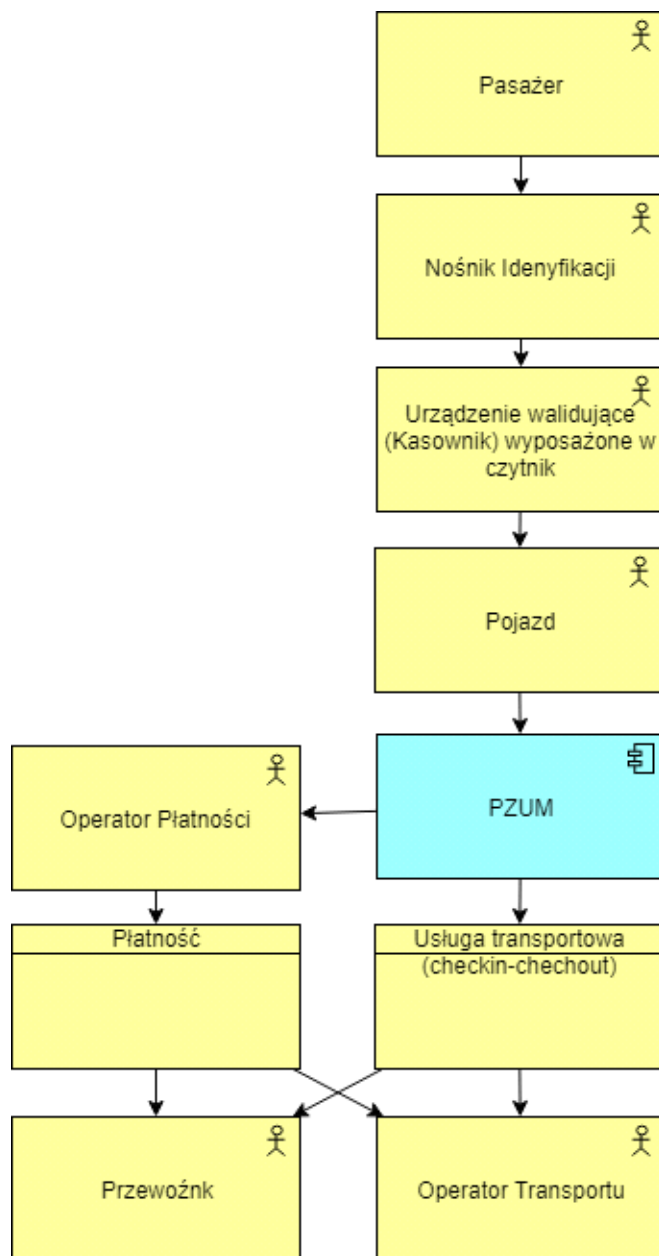 Pasażer
Nośnik Idenyfikacji
Urządzenie walidujące
(Kasownik) wyposażone w
czytnik
Pojazd
Operator Płatności
PZUM
Płatność
Usługa transportowa
(checkin-chechout)
Przewoźnk
Operator Transportu